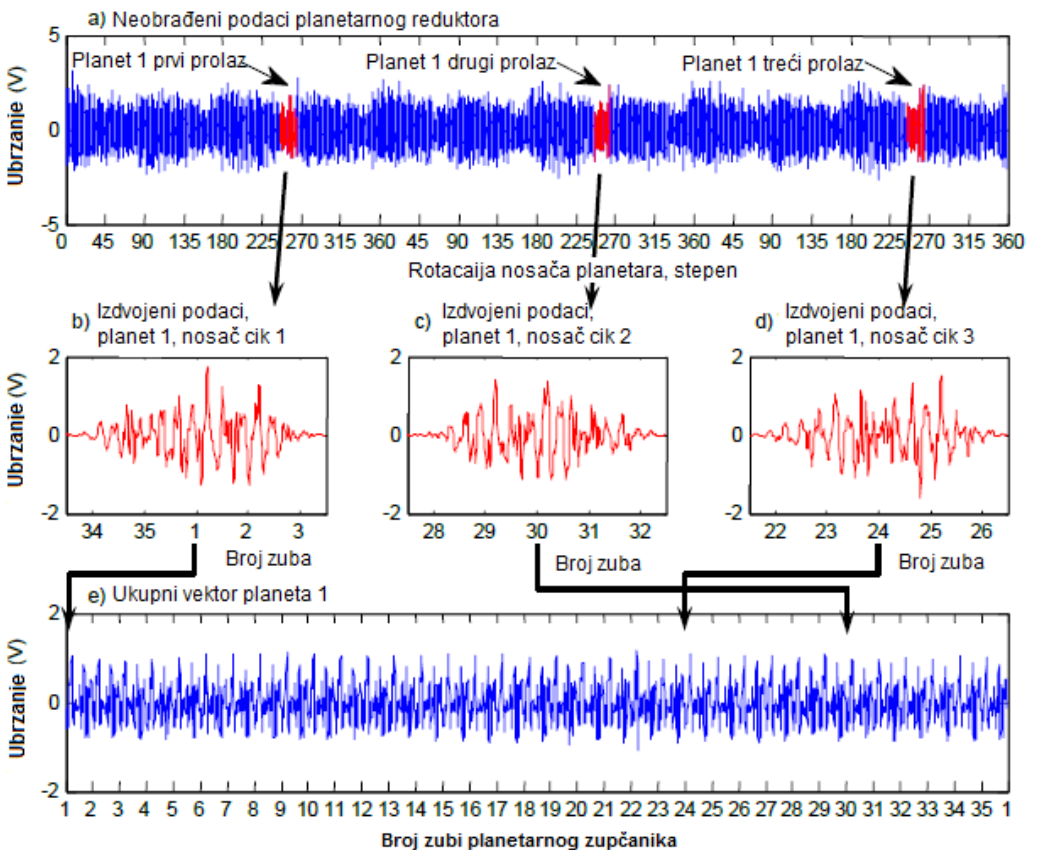 a) Neobrađeni podaci planetarnog reduktora
5
0
-5
Ubrzanje (V)
Planet 1 prvi prolaz
Planet 1 drugi prolaz
Planet 1 treći prolaz
0 45 90 135 180 225 270 315 360 45 90 135 180 225 270 315 360 45 90 135 180 225 270 315 360
Rotacaija nosača planetara, stepen
b) Izdvojeni podaci,
planet 1, nosač cik 1
c) Izdvojeni podaci,
planet 1, nosač cik 2
d) Izdvojeni podaci,
planet 1, nosač cik 3
Ubrzanje (V)
2
0
-2
34 35 1 2 3
Broj zuba
2
0
-2
28 29 30 31 32
Broj zuba
2
0
-2
22 23 24 25 26
Broj zuba
e) Ukupni vektor planeta 1
Ubrzanje (V)
2
0
-2
1 2 3 4 5 6 7 8 9 10 11 12 13 14 15 16 17 18 19 20 21 22 23 24 25 26 27 28 29 30 31 32 33 34 35 1
Broj zubi planetarnog zupčanika